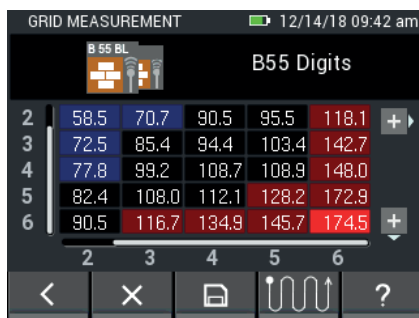 GRID MEASUREMENT 12/14/18 09:42 am
B 55 BL
B55 Digits
2 58.5 70.7 90.5 95.5 118.1 +
3 72.5 85.4 94.4 103.4 142.7
4 77.8 99.2 108.7 108.9 148.0
5 82.4 108.0 112.1 128.2 172.9
6 90.5 116.7 134.9 145.7 174.5 +
2 3 4 5 6
?